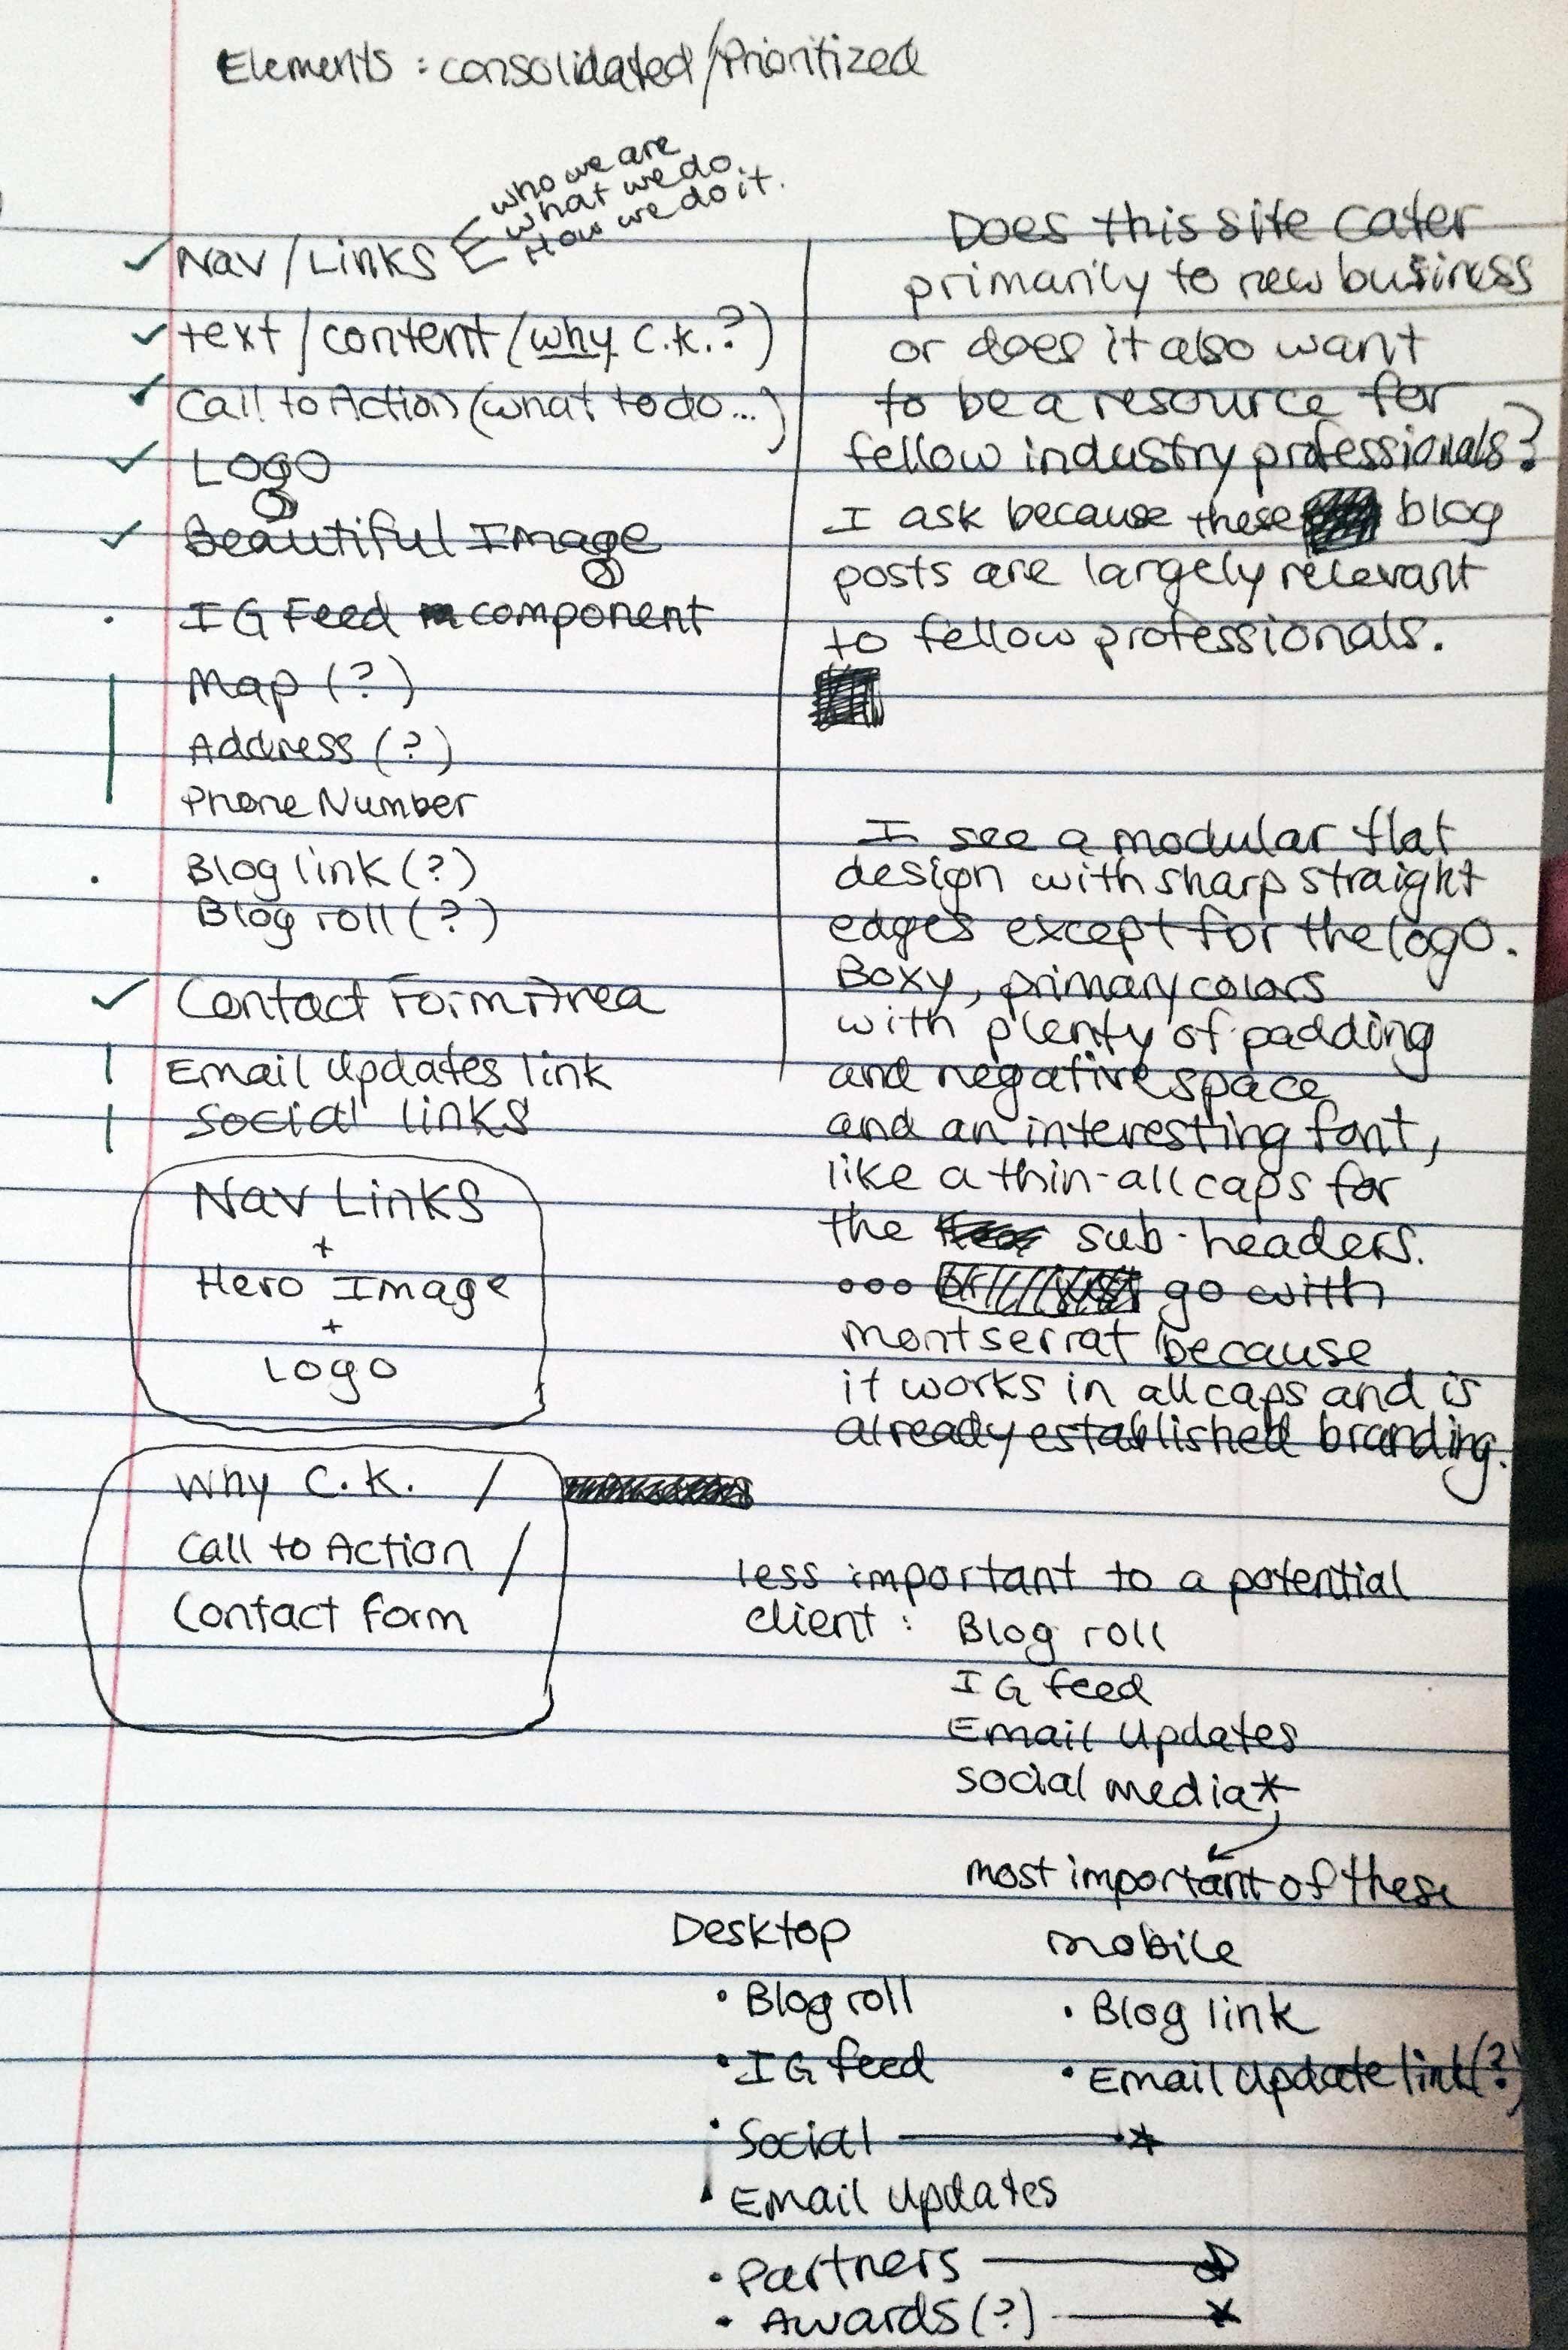 Elements : consolidated/Prioritized
who we are
what we do
How we do it.
Nav/Links
text/content (why C.K.?)
Call to Action (what to do...)
Logo
Beautiful Image
IG Feed component
Map (?)
Address (?)
Phone Number
Blog link (?)
Blog roll (?)
Contact Form Area
Email Updates link
Social links
Nav Links
+
Hero Image
+
Logo
Why C.K. /
Call to Action /
Contact form
Does this site cater
primarily to new business
or does it also want
to be a resource for
fellow industry professionals?
I ask because these blog
posts are largely relevant
to fellow professionals.
I see a modular flat
design with sharp straight
edges except for the logo.
Boxy, primary colors
with plenty of padding
and negative space
and an interesting font,
like a thin-all caps for
the sub-headers.
... go with
montserrat because
it works in all caps and is
already established branding.
less important to a potential
client : Blog roll
IG feed
Email Updates
social media*
most important of these
Desktop
• Blog roll
• IG feed
• Social
• Email updates
• Partners
• Awards (?)
mobile
• Blog link
• Email Update link (?)
*